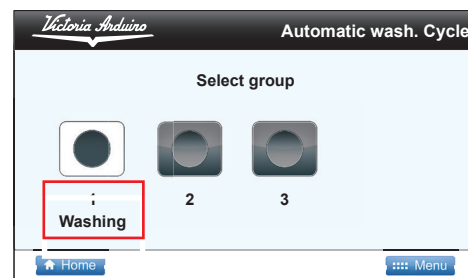 Victoria Arduino
Automatic wash. Cycle
Select group
2
3
Washing
Home
Menu